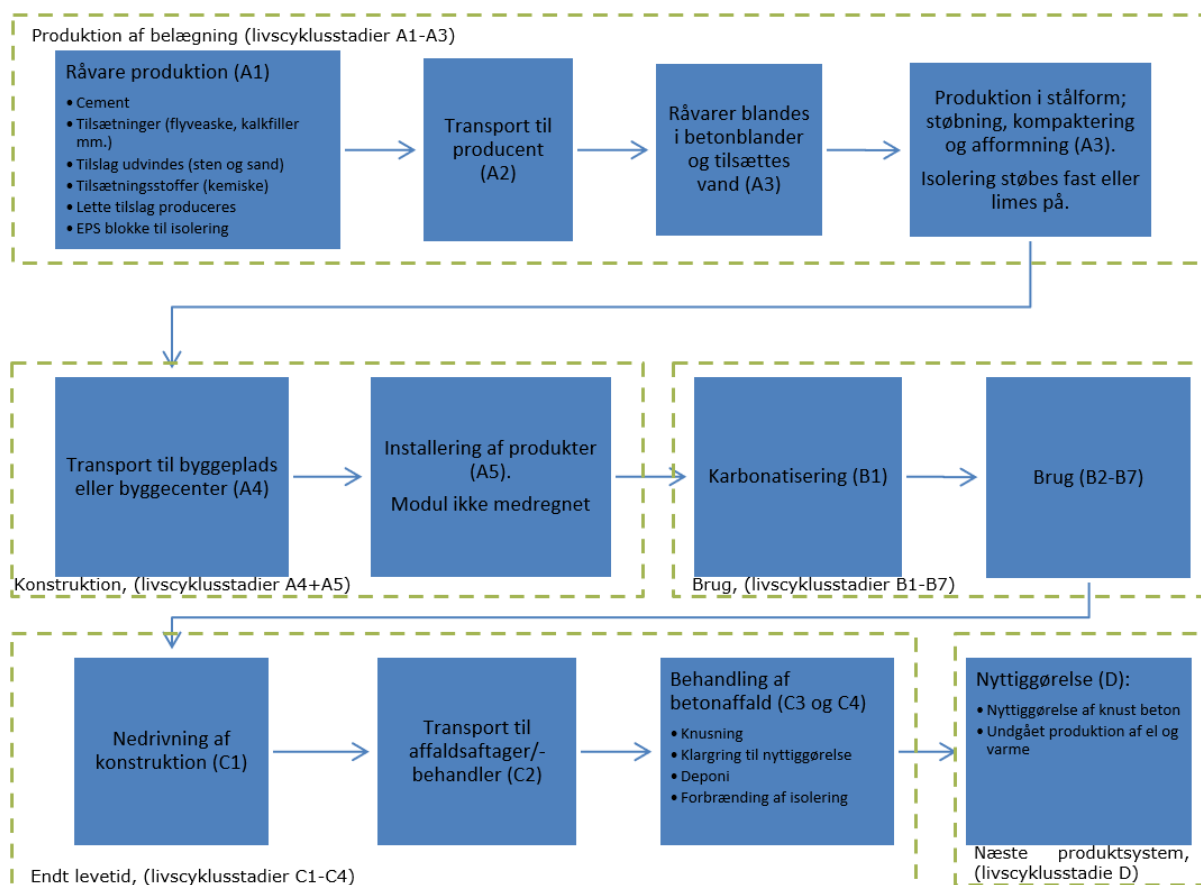 Produktion af belægning (livscyklusstadier A1-A3)
Råvare produktion (A1)
• Cement
• Tilsætninger (flyveaske, kalkfiller
mm.)
• Tilslag udvindes (sten og sand)
• Tilsætningsstoffer (kemiske)
• Lette tilslag produceres
• EPS blokke til isolering
Transport til
producent
(A2)
Råvarer blandes
i betonblander
og tilsættes
vand (A3)
Produktion i stålform;
støbning, kompaktering
og afformning (A3).
Isolering støbes fast eller
limes på.
Transport til byggeplads
eller byggecenter (A4)
Installering af produkter
(A5).
Modul ikke medregnet
Konstruktion, (livscyklusstadier A4+A5)
Karbonatisering (B1)
Brug (B2-B7)
Brug, (livscyklusstadier B1-B7)
Nedrivning af
konstruktion (C1)
Transport til
affaldsaftager/-
behandler (C2)
Behandling af
betonaffald (C3 og C4)
• Knusning
• Klargring til nyttiggørelse
• Deponi
• Forbrænding af isolering
Endt levetid, (livscyklusstadier C1-C4)
Nyttiggørelse (D):
• Nyttiggørelse af knust beton
• Undgået produktion af el og
varme
Næste produktsystem,
(livscyklusstadie D)